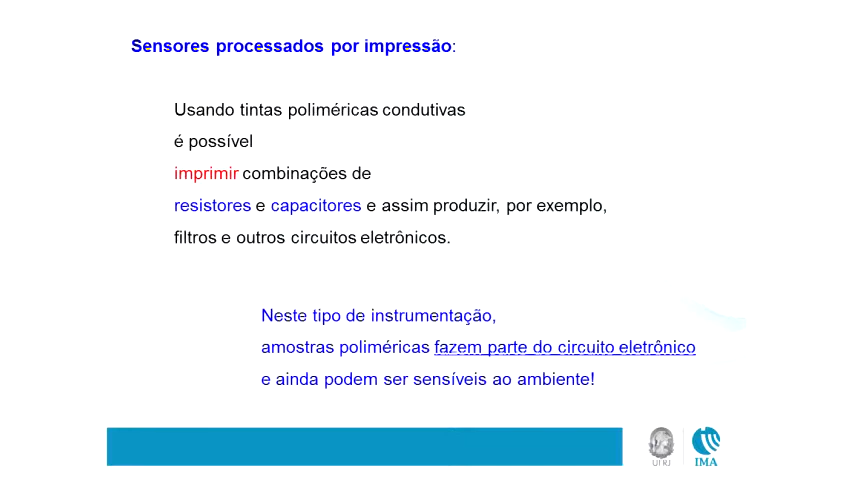 Sensores processados por impressão:
Usando tintas poliméricas condutivas
é possível
imprimir combinações de
resistores e capacitores e assim produzir, por exemplo,
filtros e outros circuitos eletrônicos.
Neste tipo de instrumentação,
amostras poliméricas fazem parte do circuito eletrônico
e ainda podem ser sensíveis ao ambiente!
UFRJ
IMA